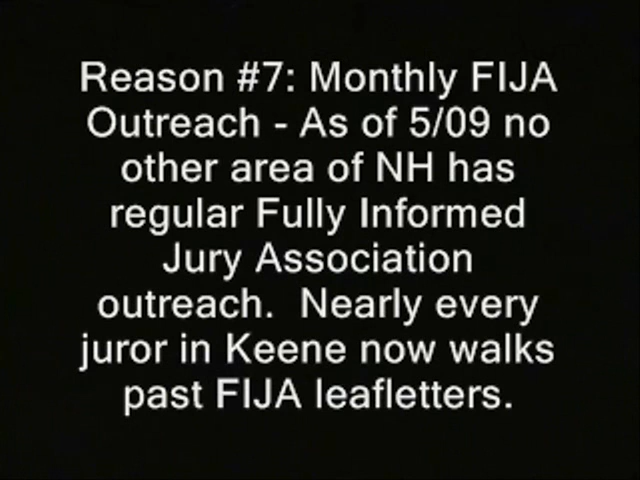 Reason #7: Monthly FIJA
Outreach - As of 5/09 no
other area of NH has
regular Fully Informed
Jury Association
outreach.  Nearly every
juror in Keene now walks
past FIJA leafletters.